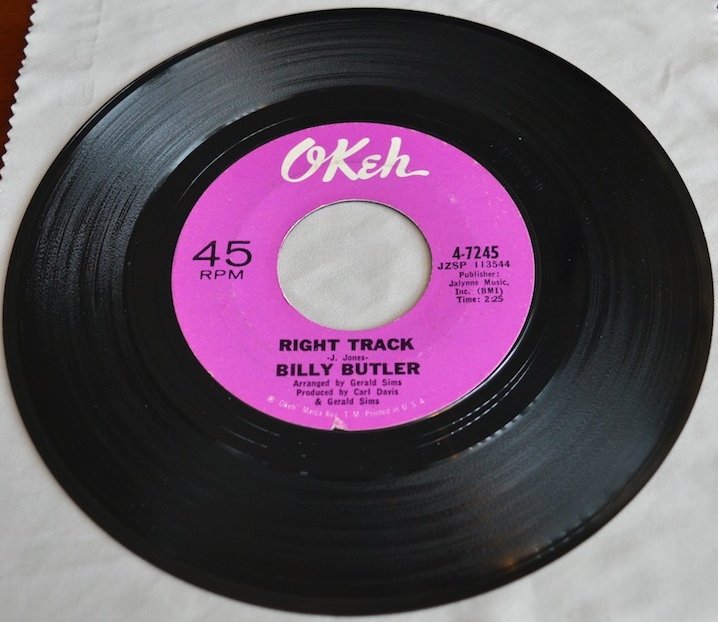 OKeh
45
RPM
4-7245
JZSP 113544
Publisher:
Jalynne Music,
Inc. (BMI)
Time: 2:25
RIGHT TRACK
-J. Jones-
BILLY BUTLER
Arranged by Gerald Sims
Produced by Carl Davis
& Gerald Sims
℗ "Okeh" Marca Reg. T.M. Printed in U.S.A.